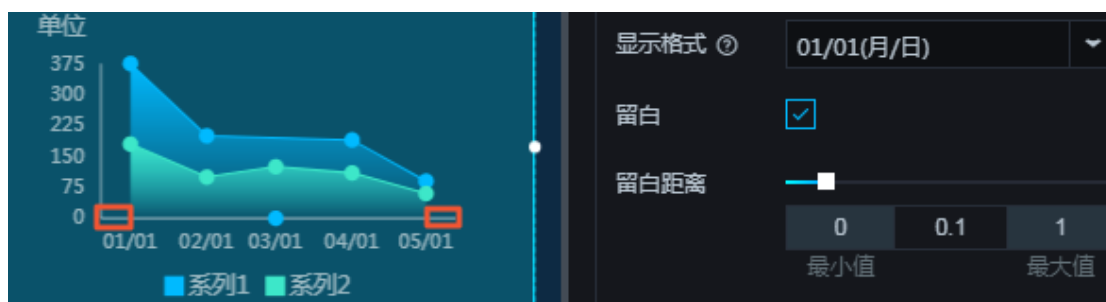 单位
375
300
225
150
75
0
01/01 02/01 03/01 04/01 05/01
系列1 系列2
显示格式 ?
01/01(月/日)
留白
留白距离
0 0.1 1
最小值 最大值